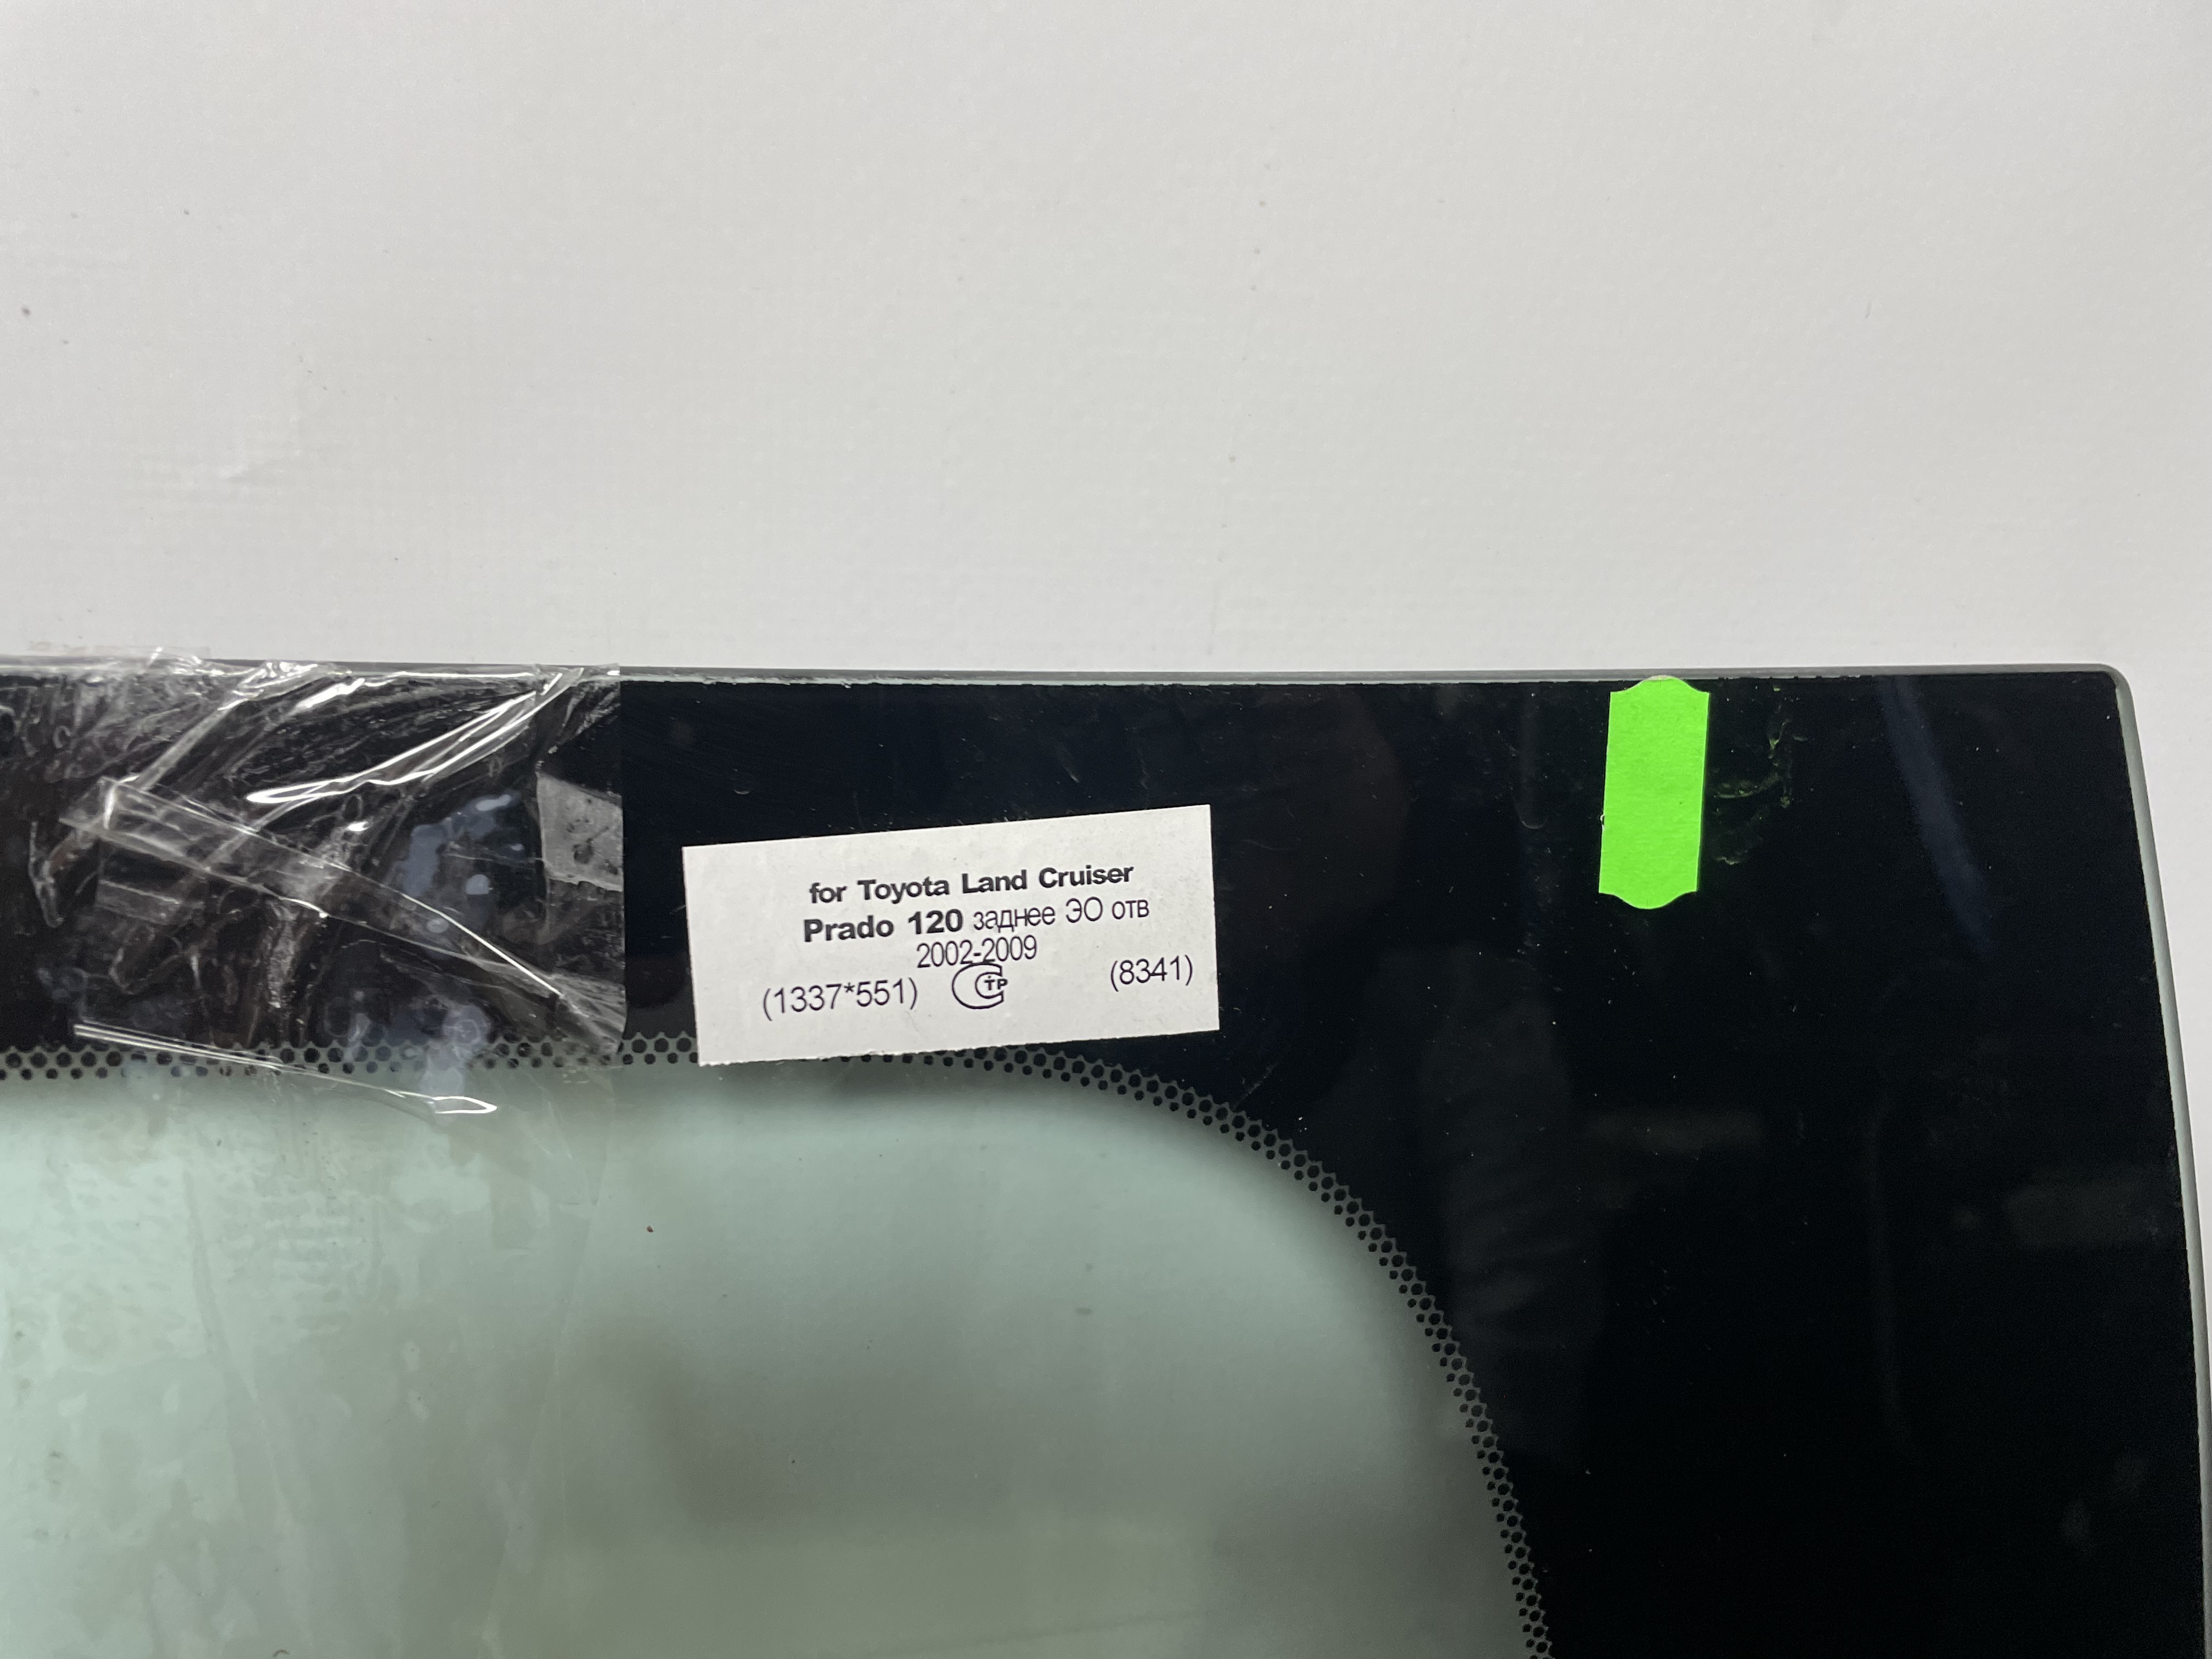 for Toyota Land Cruiser
Prado 120 заднее ЭО отв
2002-2009
(1337*551) СТР (8341)